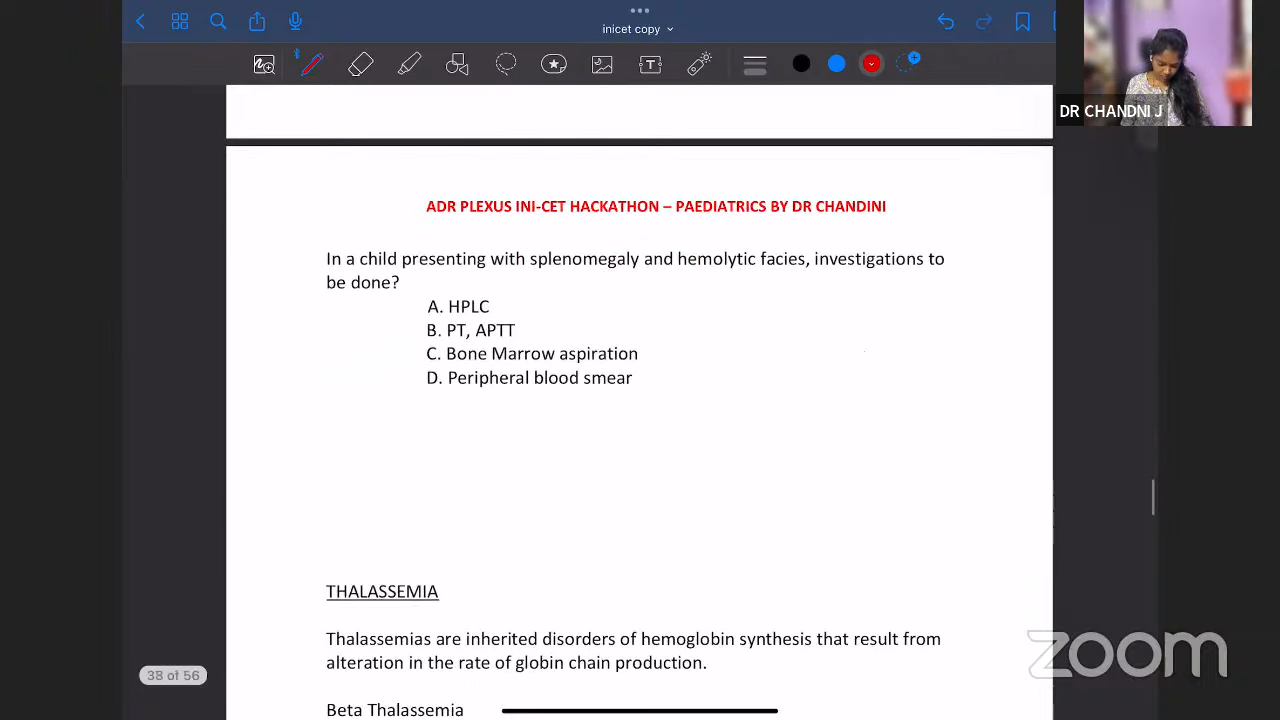 inicet copy
DR CHANDNI J
ADR PLEXUS INI-CET HACKATHON – PAEDIATRICS BY DR CHANDINI
In a child presenting with splenomegaly and hemolytic facies, investigations to
be done?
A. HPLC
B. PT, APTT
C. Bone Marrow aspiration
D. Peripheral blood smear
THALASSEMIA
Thalassemias are inherited disorders of hemoglobin synthesis that result from
alteration in the rate of globin chain production.
38 of 56
zoom
Beta Thalassemia